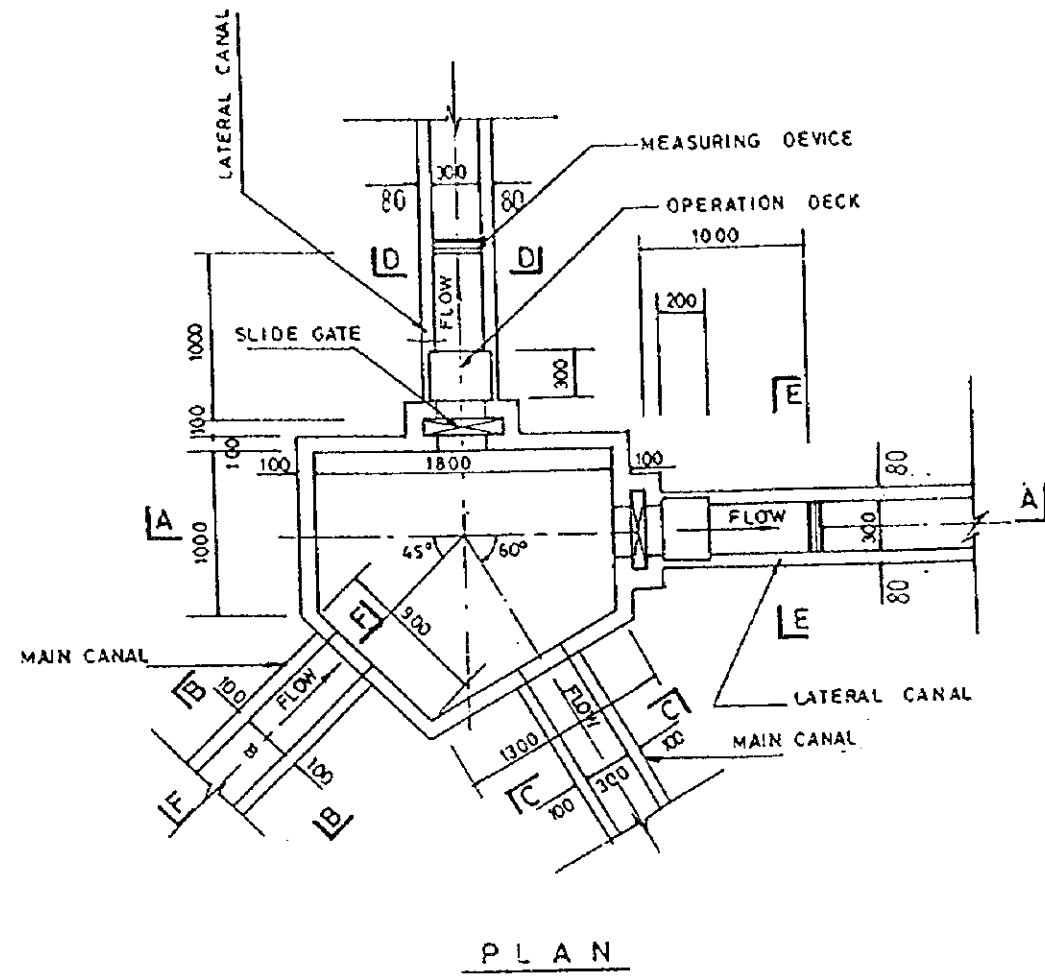 LATERAL CANAL
MEASURING DEVICE
300
80
80
OPERATION DECK
1000
D
D
200
FLOW
SLIDE GATE
1000
300
E
100
100
100
1800
100
80
A
FLOW
A
300
1000
45°
60°
F
900
80
E
MAIN CANAL
B
100
FLOW
FLOW
LATERAL CANAL
C
1300
100
MAIN CANAL
100
300
F
B
C
100
PLAN